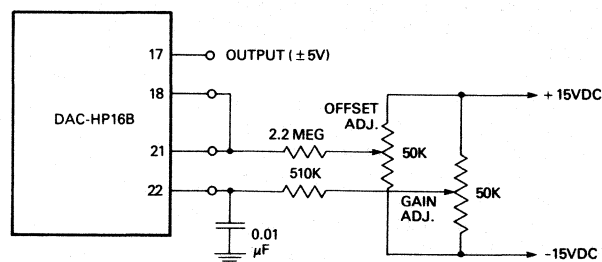 17 OUTPUT (±5V)
18
DAC-HP16B
21
22
OFFSET
ADJ.
+15VDC
2.2 MEG
50K
510K
GAIN
ADJ.
50K
0.01
µF
-15VDC